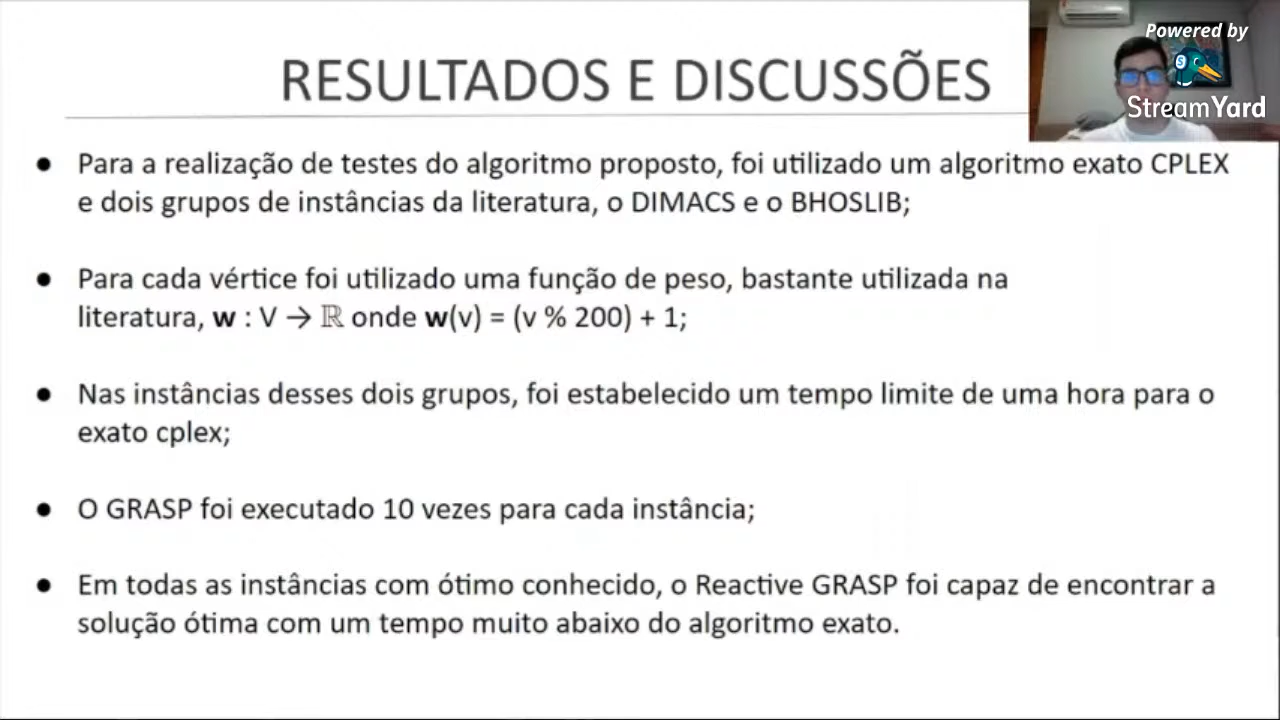 Powered by
StreamYard
RESULTADOS E DISCUSSÕES
● Para a realização de testes do algoritmo proposto, foi utilizado um algoritmo exato CPLEX
e dois grupos de instâncias da literatura, o DIMACS e o BHOSLIB;
● Para cada vértice foi utilizado uma função de peso, bastante utilizada na
literatura, w : V → ℝ onde w(v) = (v % 200) + 1;
● Nas instâncias desses dois grupos, foi estabelecido um tempo limite de uma hora para o
exato cplex;
● O GRASP foi executado 10 vezes para cada instância;
● Em todas as instâncias com ótimo conhecido, o Reactive GRASP foi capaz de encontrar a
solução ótima com um tempo muito abaixo do algoritmo exato.